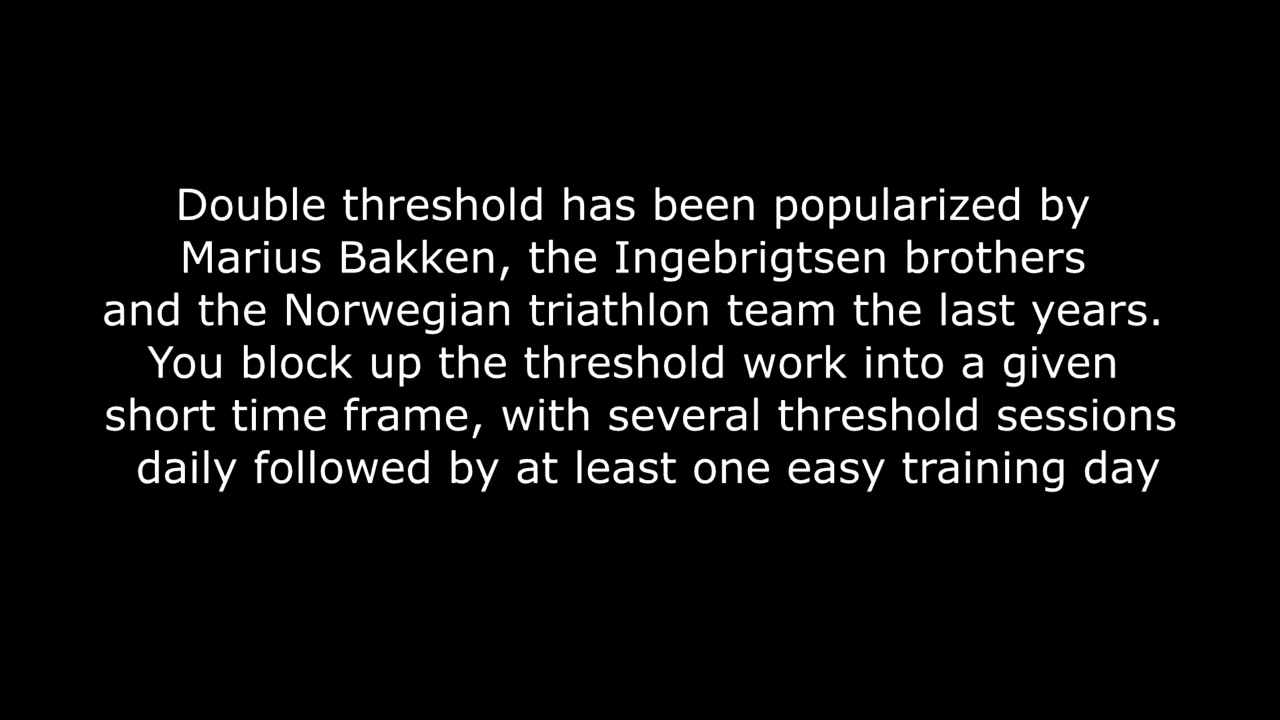 Double threshold has been popularized by
Marius Bakken, the Ingebrigtsen brothers
and the Norwegian triathlon team the last years.
You block up the threshold work into a given
short time frame, with several threshold sessions
daily followed by at least one easy training day